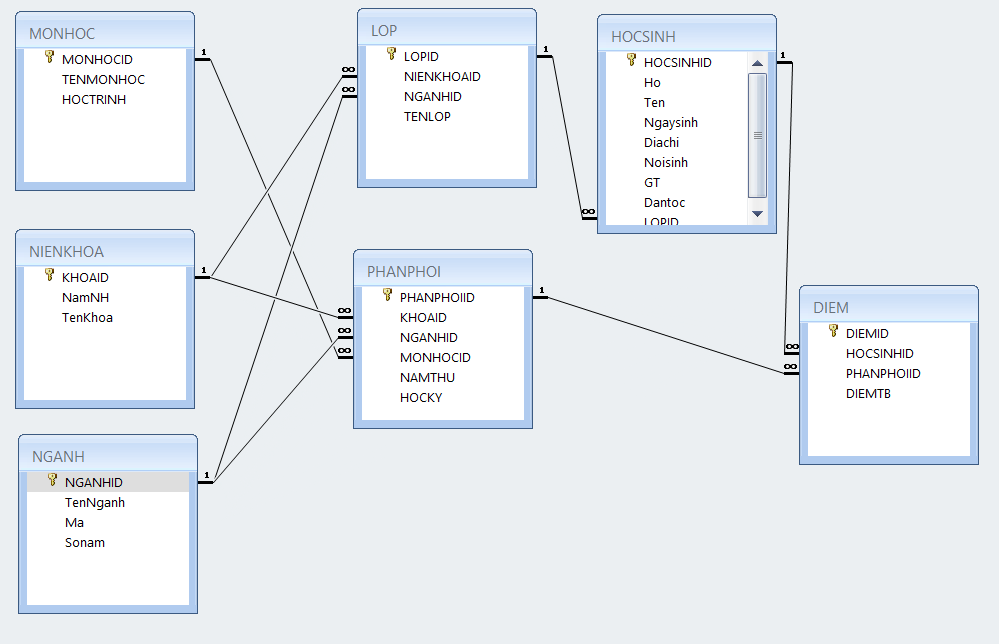 MONHOC
MONHOCID
TENMONHOC
HOCTRINH
1
LOP
LOPID
NIENKHOAID
NGANHID
TENLOP
1
∞
∞
HOCSINH
HOCSINHID
Ho
Ten
Ngaysinh
Diachi
Noisinh
GT
Dantoc
LOPID
1
∞
NIENKHOA
KHOAID
NamNH
TenKhoa
1
PHANPHOI
PHANPHOIID
KHOAID
NGANHID
MONHOCID
NAMTHU
HOCKY
1
∞
∞
∞
DIEM
DIEMID
HOCSINHID
PHANPHOIID
DIEMTB
∞
∞
NGANH
NGANHID
TenNganh
Ma
Sonam
1